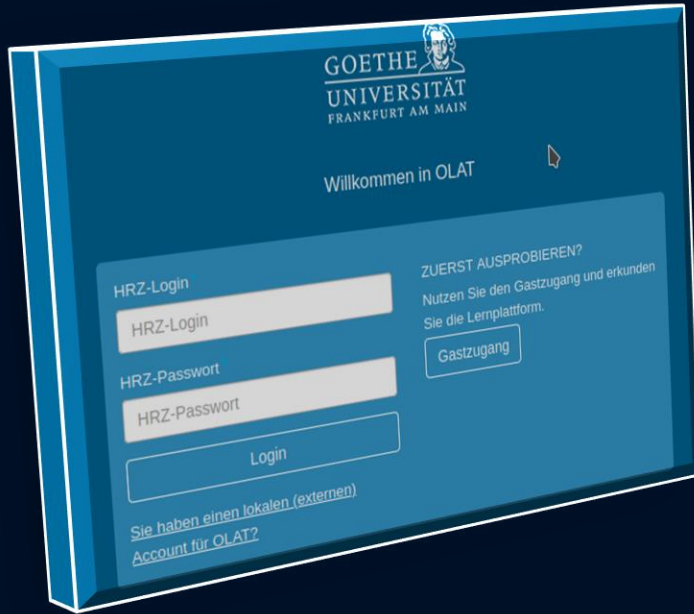 GOETHE
UNIVERSITÄT
FRANKFURT AM MAIN
Willkommen in OLAT
HRZ-Login
HRZ-Login
HRZ-Passwort
HRZ-Passwort
Login
Sie haben einen lokalen (externen)
Account für OLAT?
ZUERST AUSPROBIEREN?
Nutzen Sie den Gastzugang und erkunden
Sie die Lernplattform.
Gastzugang